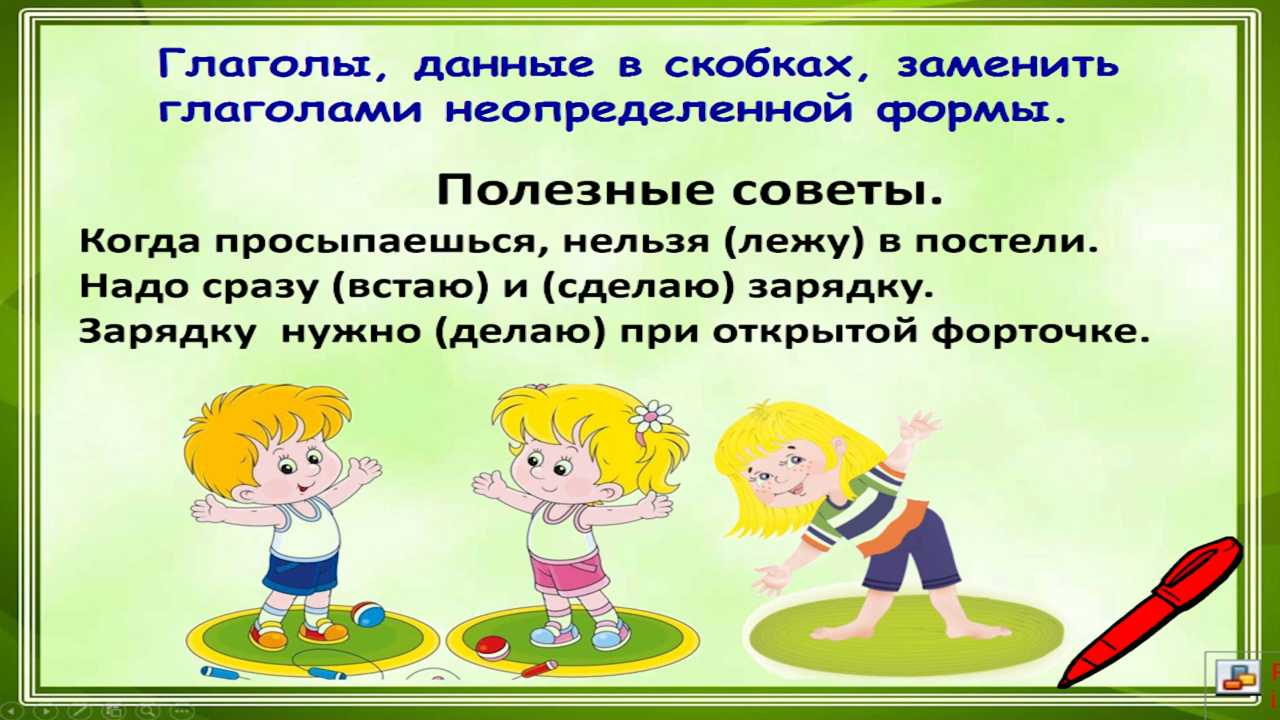 Глаголы, данные в скобках, заменить
глаголами неопределенной формы.
Полезные советы.
Когда просыпаешься, нельзя (лежу) в постели.
Надо сразу (встаю) и (сделаю) зарядку.
Зарядку нужно (делаю) при открытой форточке.